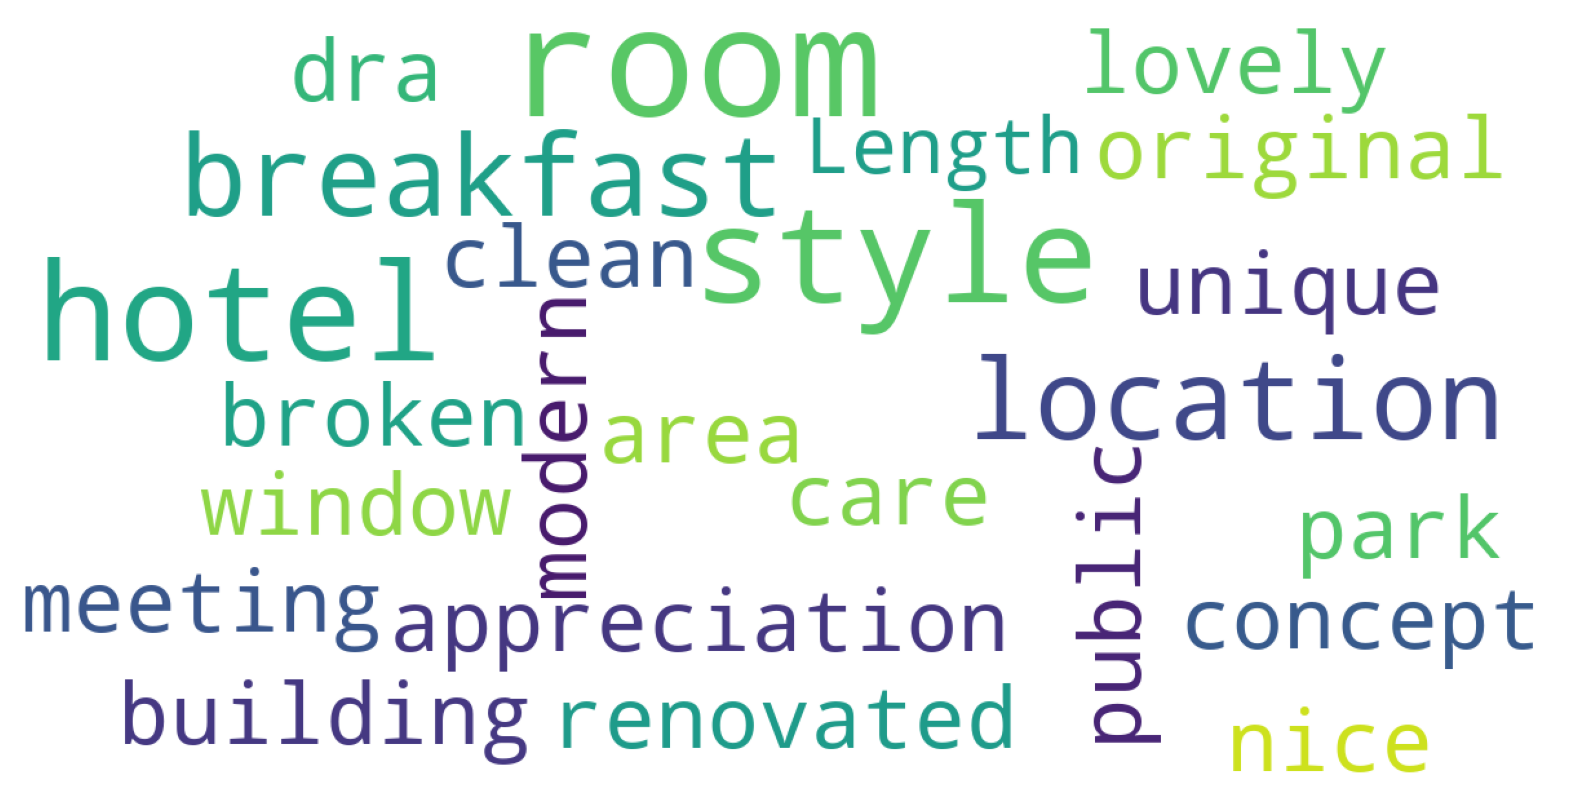 dra
room
lovely
breakfast
Length
original
clean
style
hotel
unique
modern
location
broken
area
window
care
public
park
meeting
appreciation
concept
building
renovated
nice